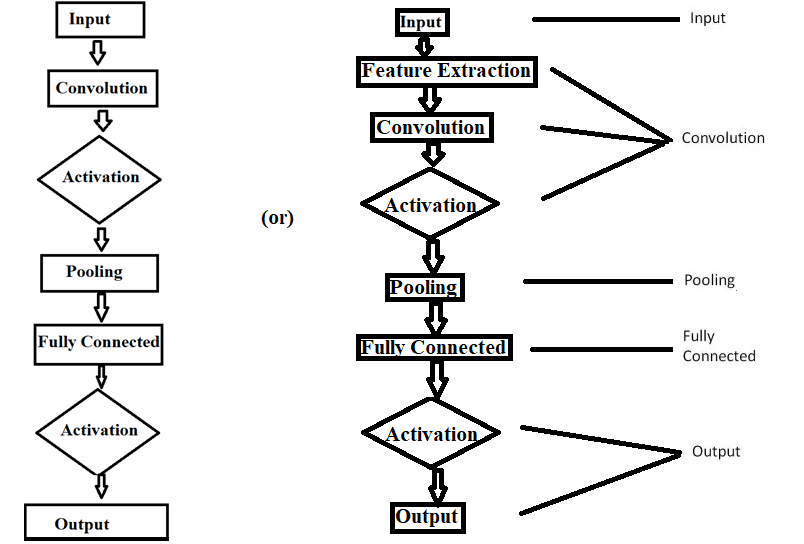 Input
Convolution
Activation
Pooling
Fully Connected
Activation
Output
(or)
Input
Feature Extraction
Convolution
Activation
Pooling
Fully Connected
Activation
Output
Input
Convolution
Pooling
Fully
Connected
Output